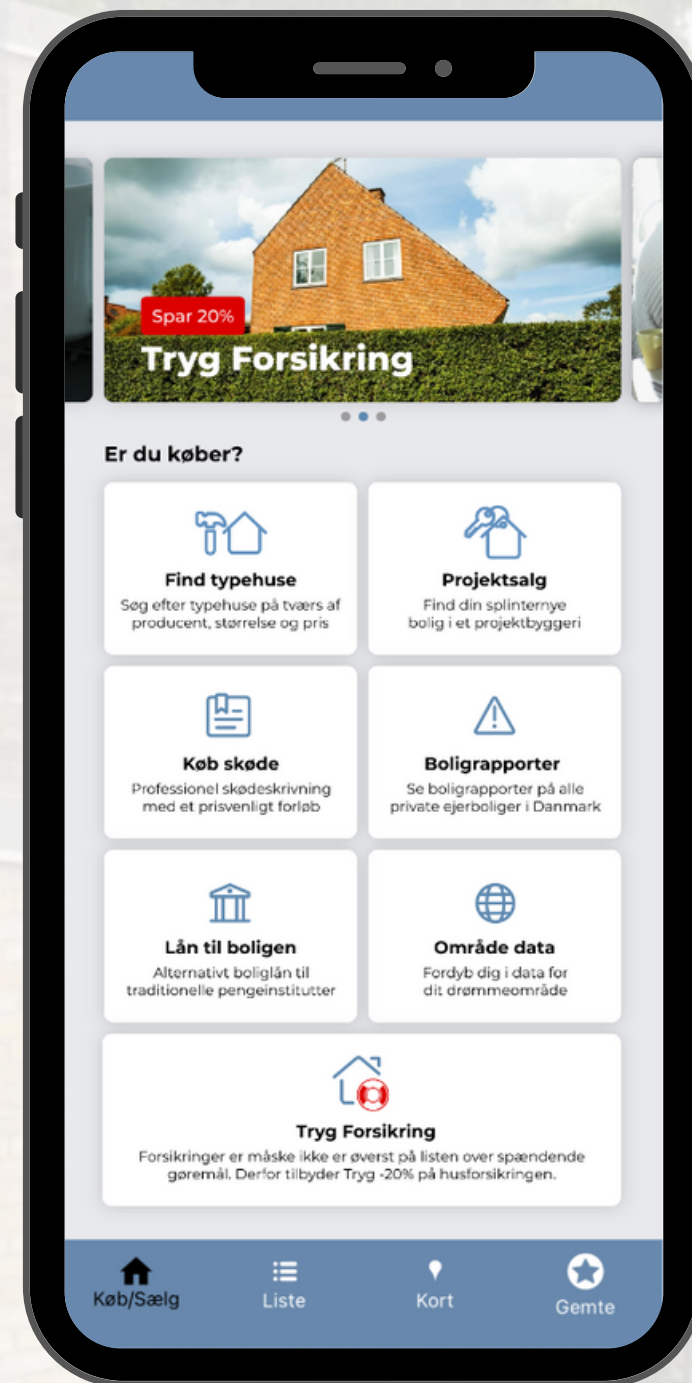 Spar 20%
Tryg Forsikring
Er du køber?
Find typehuse
Søg efter typehuse på tværs af
producent, størrelse og pris
Projektsalg
Find din splinternye
bolig i et projektbyggeri
Køb skøde
Professionel skødeskrivning
med et prisvenligt forløb
Boligrapporter
Se boligrapporter på alle
private ejerboliger i Danmark
Lån til boligen
Alternativt boliglån til
traditionelle pengeinstitutter
Område data
Fordyb dig i data for
dit drømmeområde
Tryg Forsikring
Forsikringer er måske ikke er øverst på listen over spændende
gøremål. Derfor tilbyder Tryg -20% på husforsikringen.
Køb/Sælg
Liste
Kort
Gemte